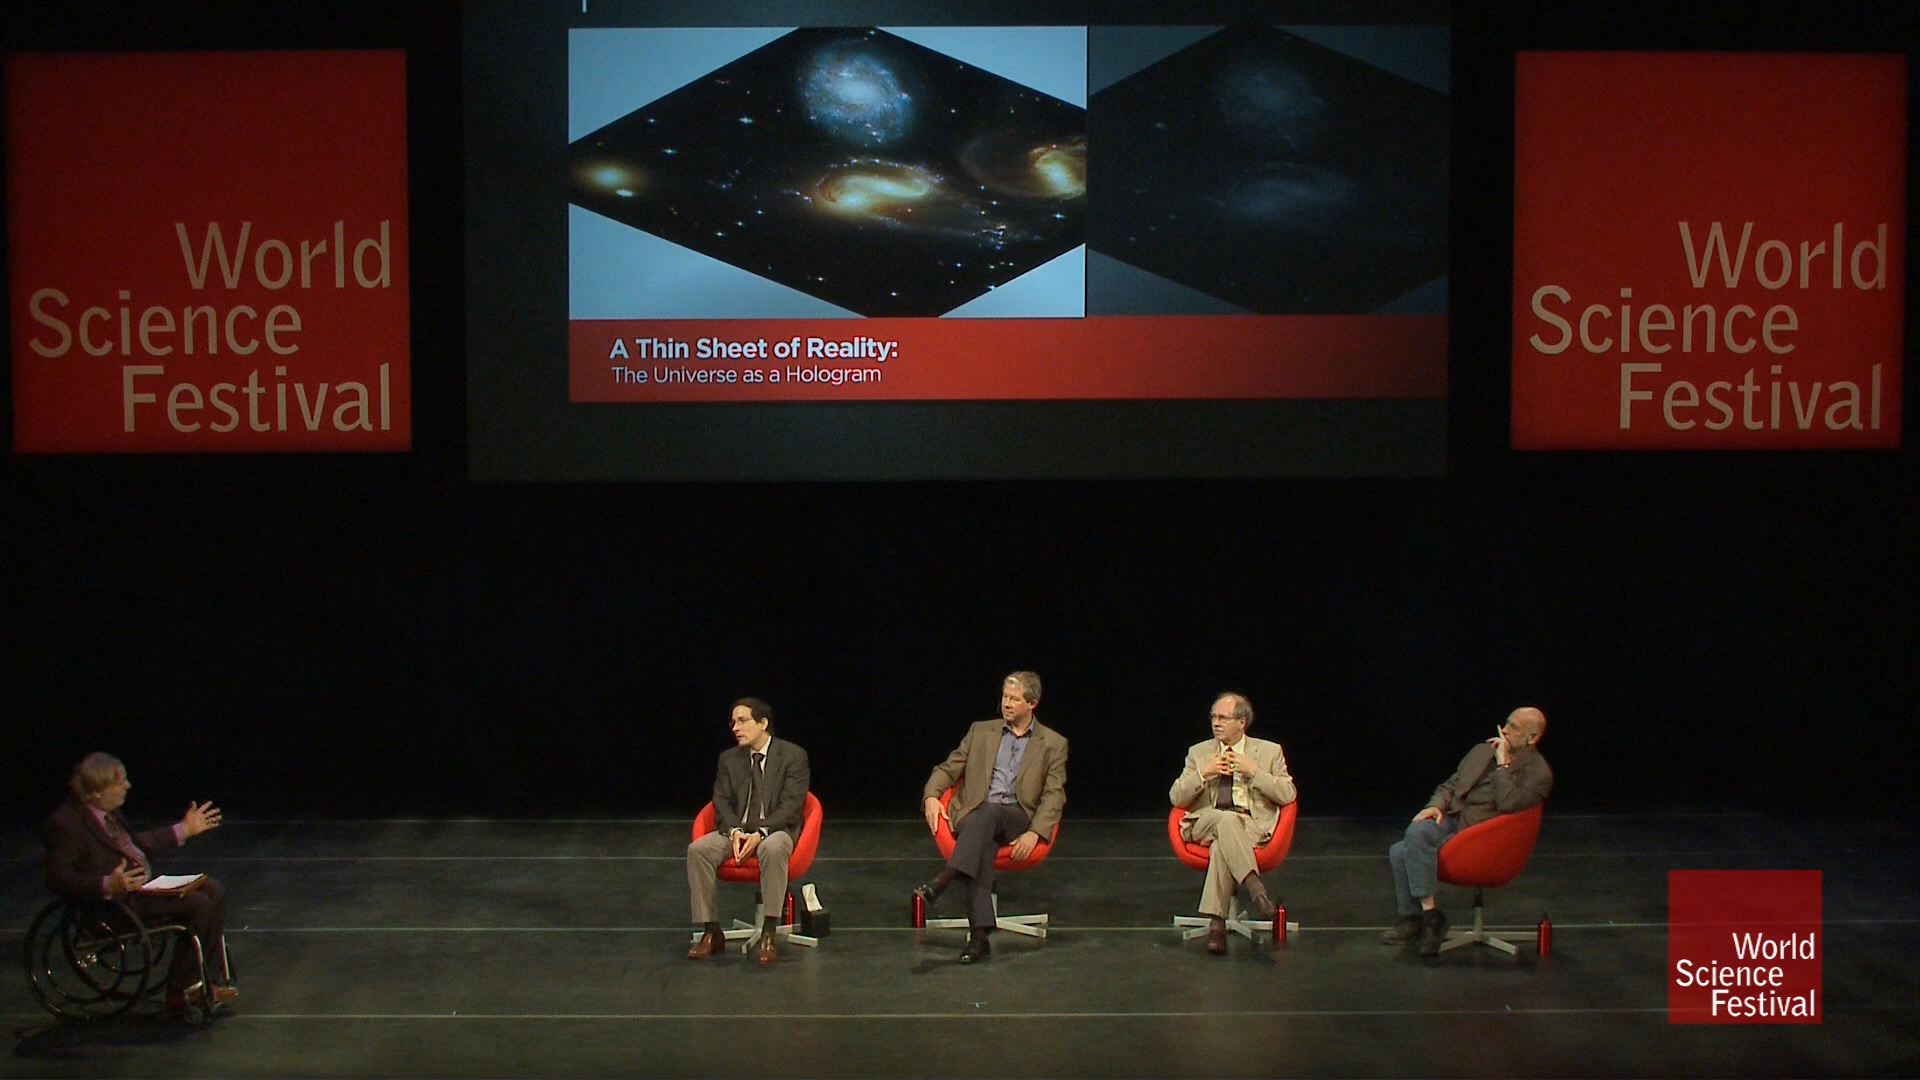 World
Science
Festival
A Thin Sheet of Reality:
The Universe as a Hologram
World
Science
Festival
World
Science
Festival